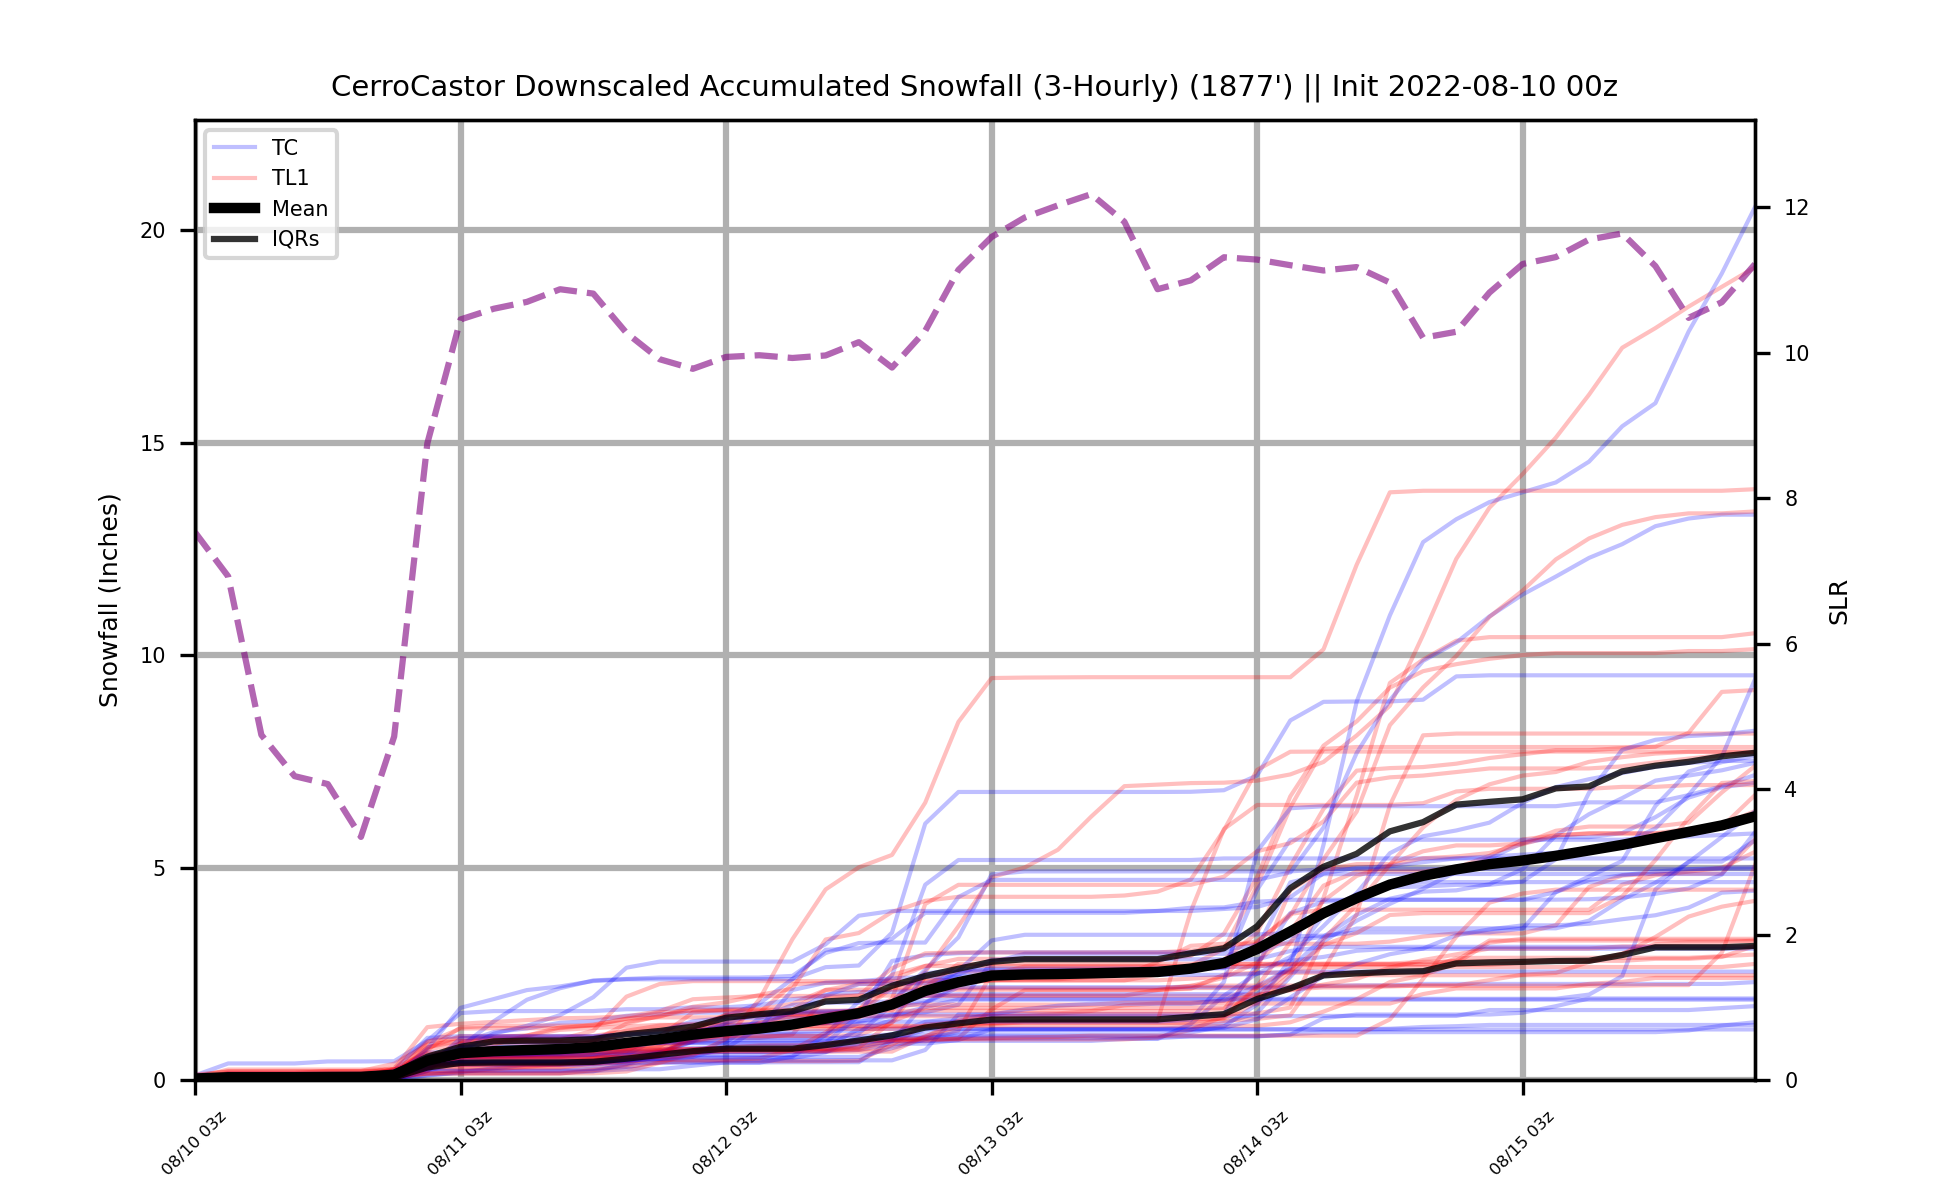 CerroCastor Downscaled Accumulated Snowfall (3-Hourly) (1877') || Init 2022-08-10 00z
TC
TL1
Mean
IQRs
20
15
10
5
0
Snowfall (Inches)
12
10
8
6
4
2
0
SLR
08/10 03z
08/11 03z
08/12 03z
08/13 03z
08/14 03z
08/15 03z